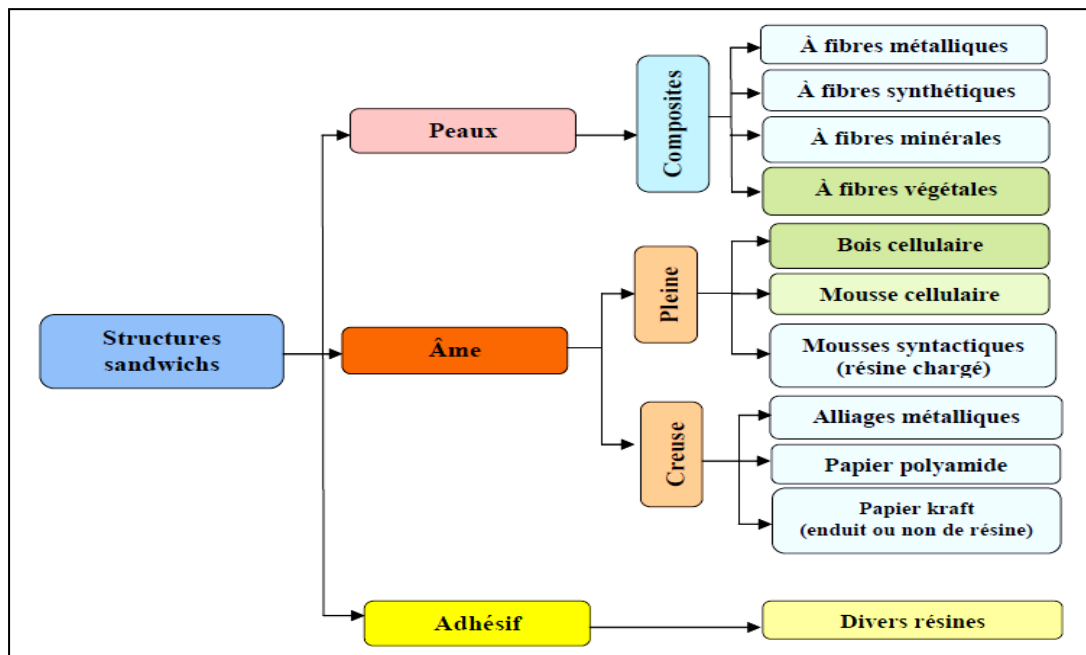 À fibres métalliques
À fibres synthétiques
Peaux
Composites
À fibres minérales
À fibres végétales
Bois cellulaire
Pleine
Mousse cellulaire
Structures
sandwichs
Âme
Mousses syntactiques
(résine chargé)
Alliages métalliques
Creuse
Papier polyamide
Papier kraft
(enduit ou non de résine)
Adhésif
Divers résines